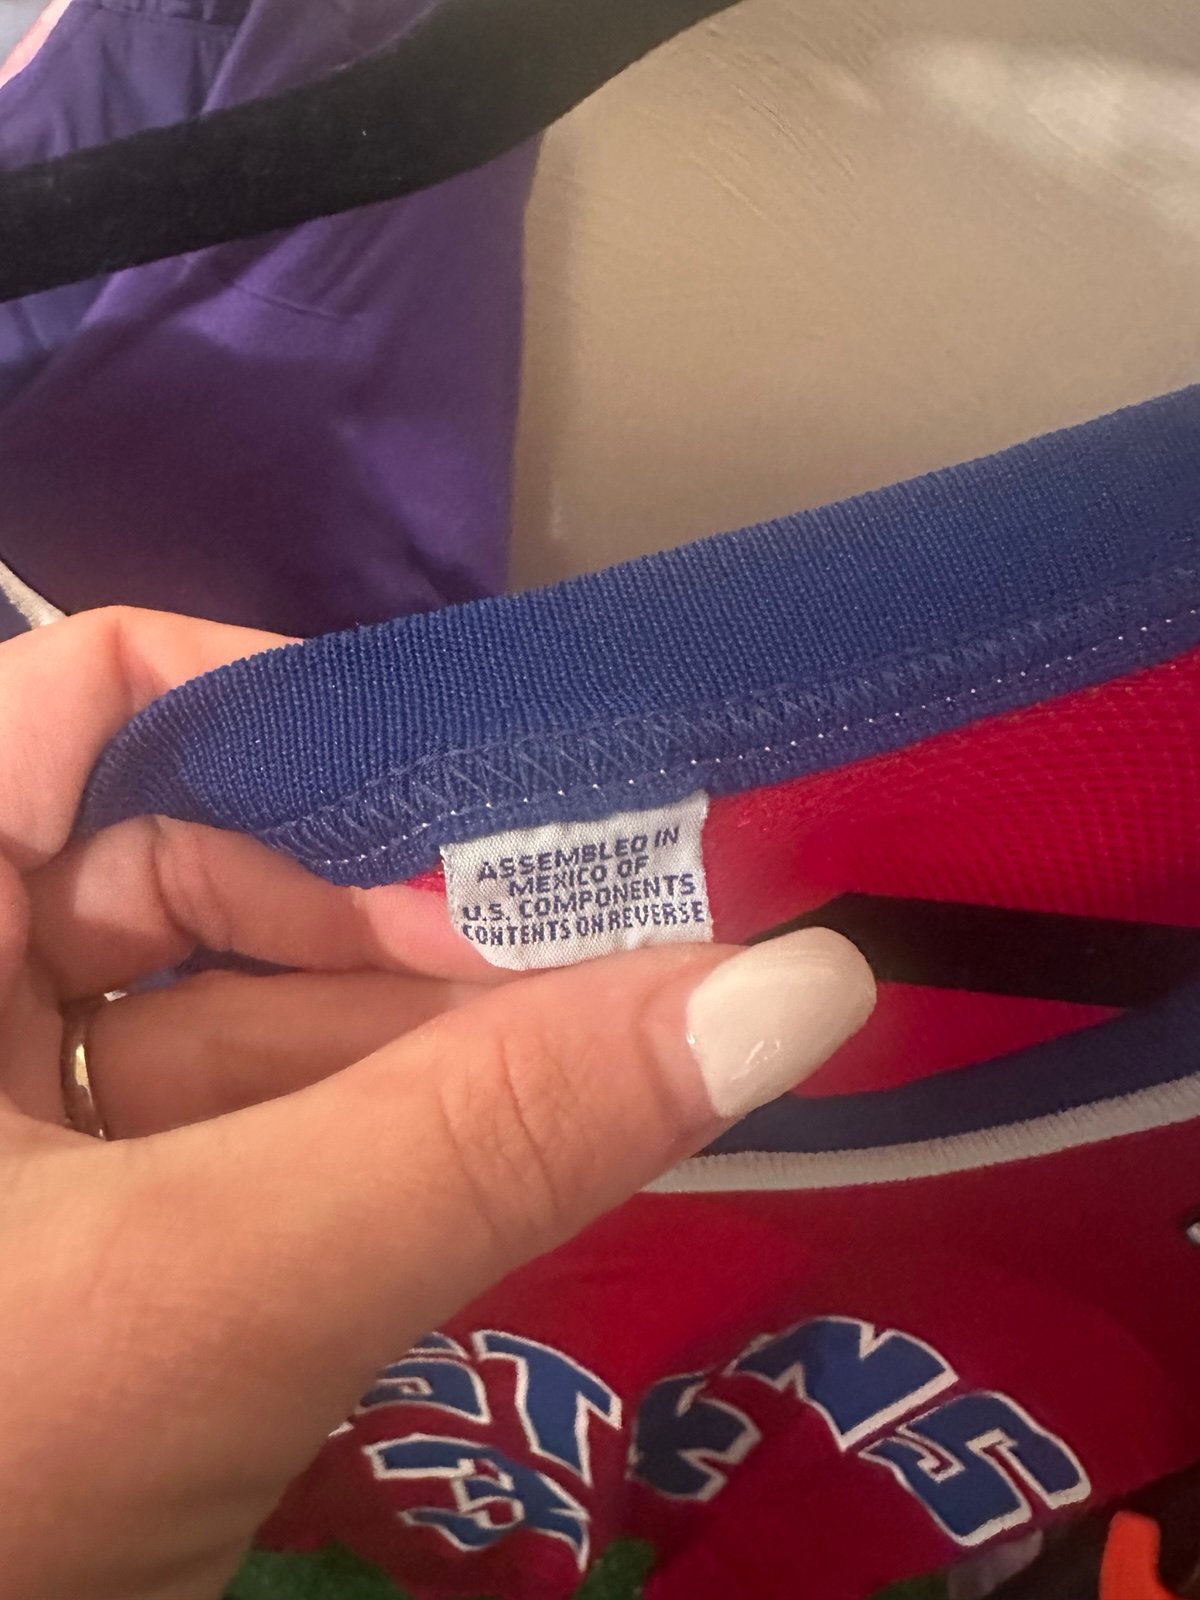 ASSEMBLED IN
MEXICO OF
U.S. COMPONENTS
CONTENTS ON REVERSE